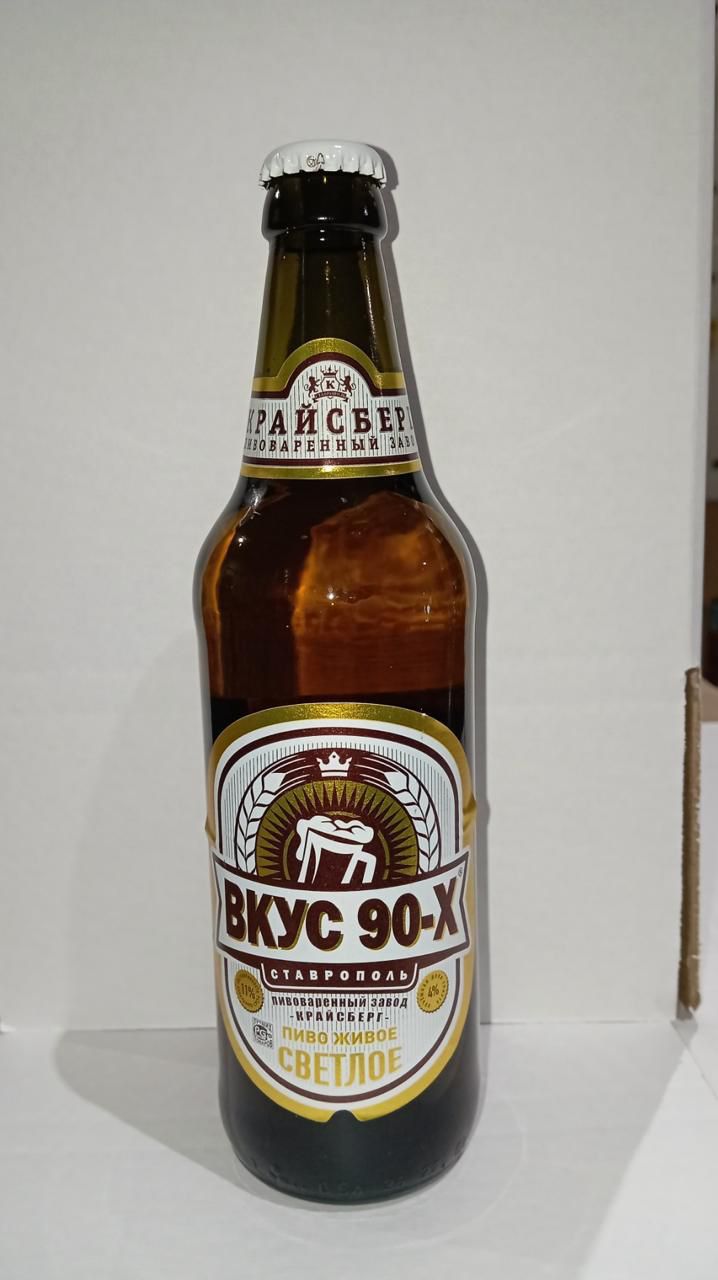 КРАЙСБЕРГ
ПИВОВАРЕННЫЙ ЗАВОД
ВКУС 90-Х®
СТАВРОПОЛЬ
11%
4%
ПИВОВАРЕННЫЙ ЗАВОД
-КРАЙСБЕРГ-
ПИВО ЖИВОЕ
СВЕТЛОЕ